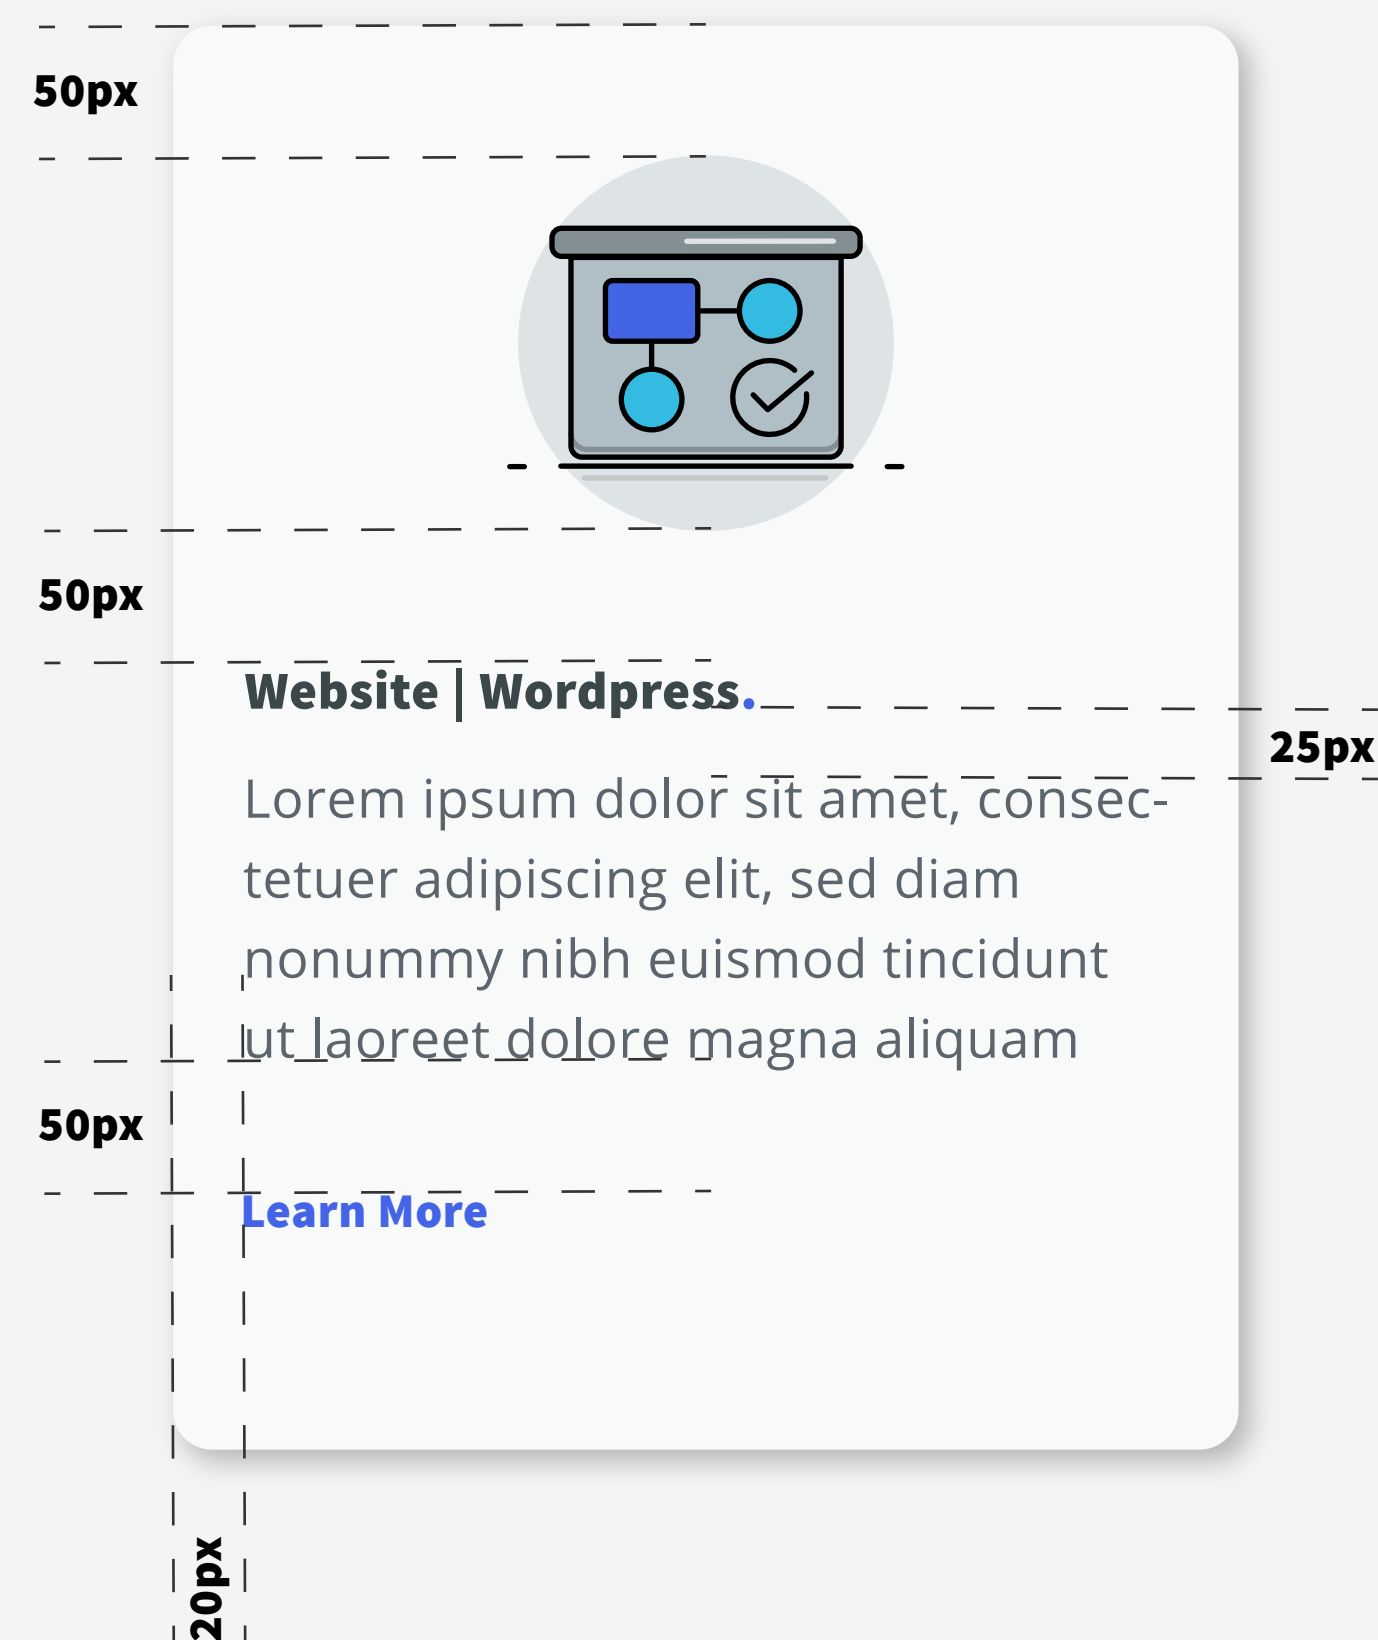 50px
50px
Website | Wordpress.
25px
Lorem ipsum dolor sit amet, consec-
tetuer adipiscing elit, sed diam
nonummy nibh euismod tincidunt
ut laoreet dolore magna aliquam
50px
Learn More
20px